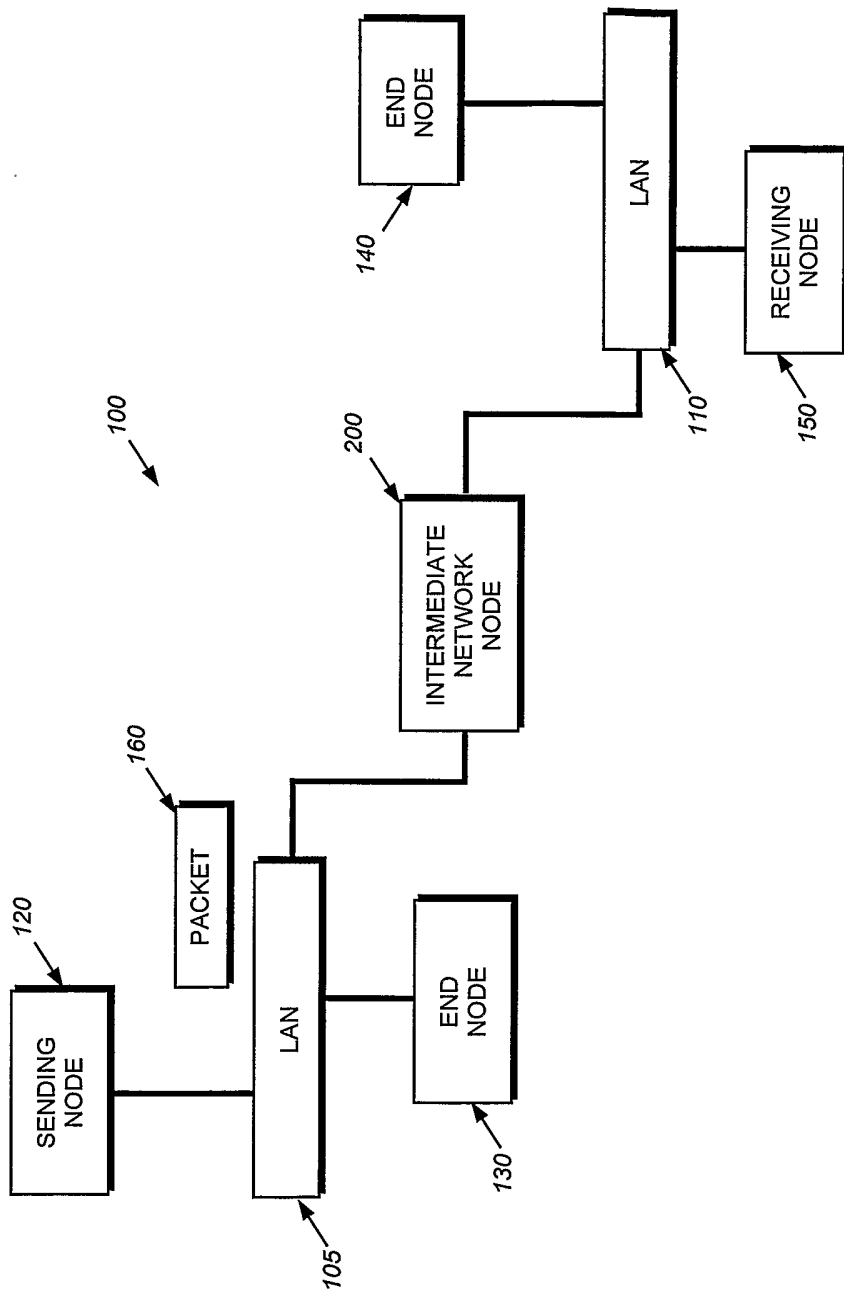 100
SENDING
NODE
120
PACKET
160
LAN
105
END
NODE
130
INTERMEDIATE
NETWORK
NODE
200
END
NODE
140
LAN
110
RECEIVING
NODE
150